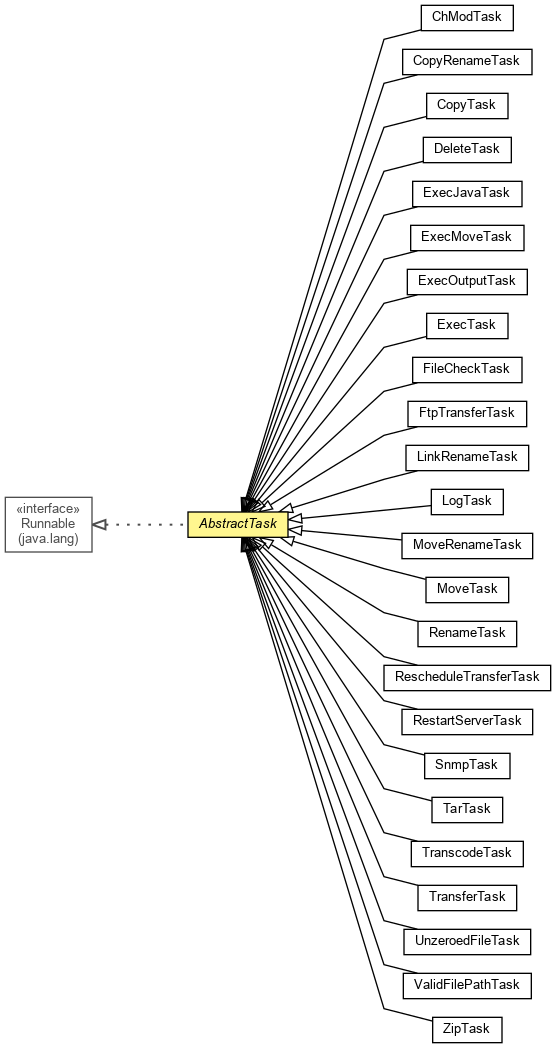 «interface»
Runnable
(java.lang)
AbstractTask
ChModTask
CopyRenameTask
CopyTask
DeleteTask
ExecJavaTask
ExecMoveTask
ExecOutputTask
ExecTask
FileCheckTask
FtpTransferTask
LinkRenameTask
LogTask
MoveRenameTask
MoveTask
RenameTask
RescheduleTransferTask
RestartServerTask
SnmpTask
TarTask
TranscodeTask
TransferTask
UnzeroedFileTask
ValidFilePathTask
ZipTask